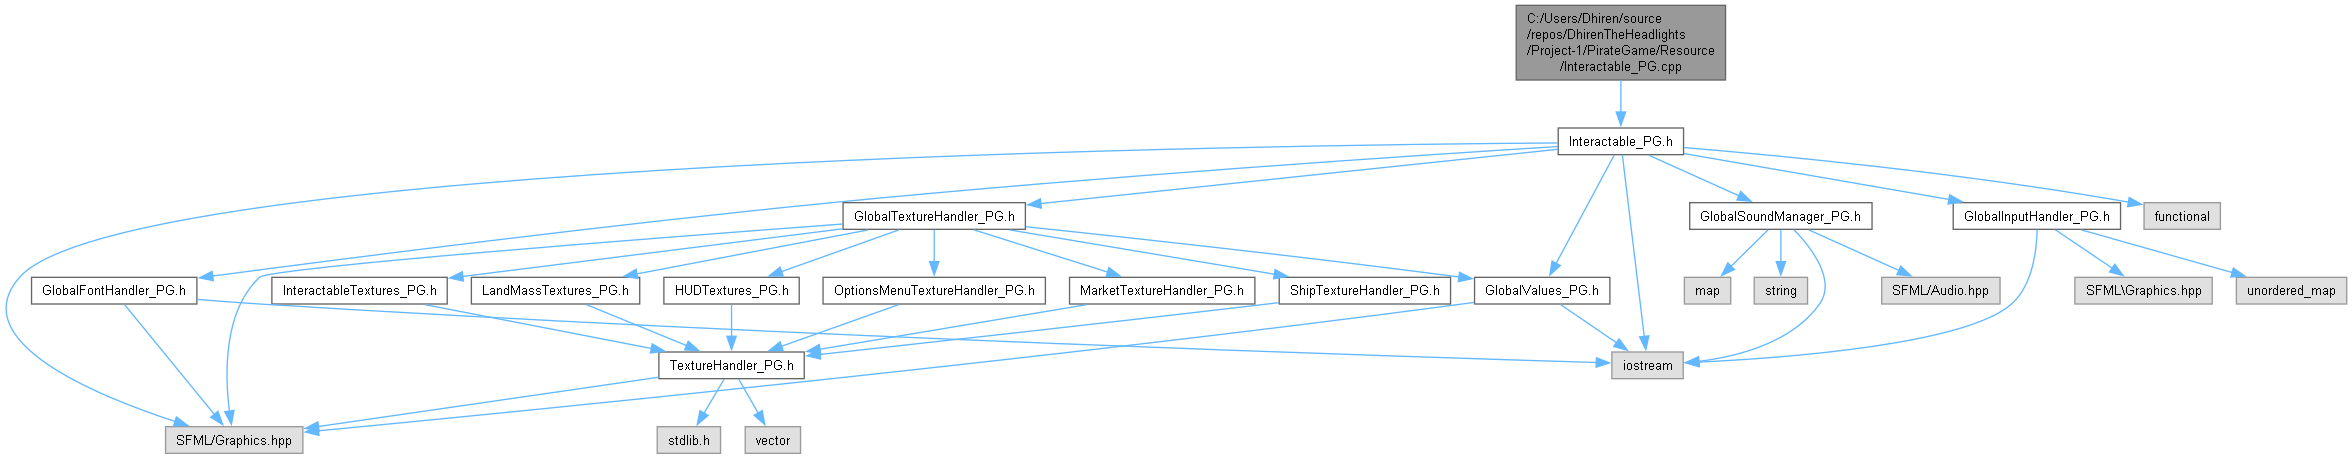 C:/Users/Dhiren/source
/repos/DhirenTheHeadlights
/Project-1/PirateGame/Resource
/Interactable_PG.cpp
Interactable_PG.h
GlobalTextureHandler_PG.h
GlobalSoundManager_PG.h
GlobalInputHandler_PG.h
functional
GlobalFontHandler_PG.h
InteractableTextures_PG.h
LandMassTextures_PG.h
HUDTextures_PG.h
OptionsMenuTextureHandler_PG.h
MarketTextureHandler_PG.h
ShipTextureHandler_PG.h
GlobalValues_PG.h
map
string
SFML/Audio.hpp
SFML\Graphics.hpp
unordered_map
TextureHandler_PG.h
iostream
SFML/Graphics.hpp
stdlib.h
vector